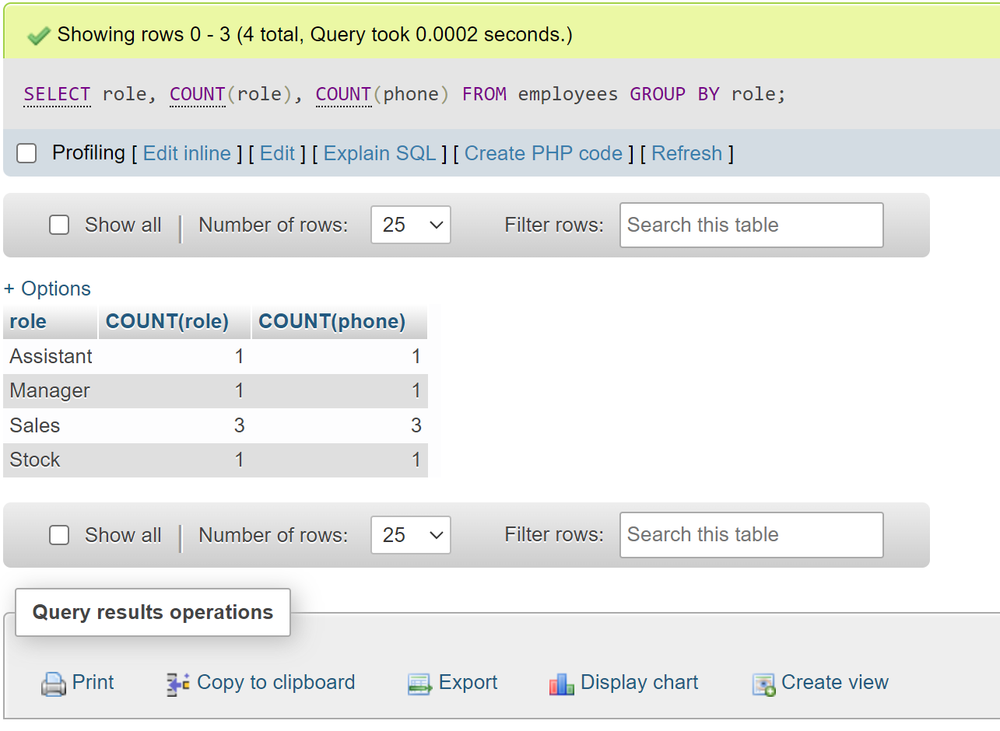 Showing rows 0 - 3 (4 total, Query took 0.0002 seconds.)
SELECT role, COUNT(role), COUNT(phone) FROM employees GROUP BY role;
Profiling [ Edit inline ] [ Edit ] [ Explain SQL ] [ Create PHP code ] [ Refresh ]
Show all Number of rows: 25 Filter rows: Search this table
+ Options
role COUNT(role) COUNT(phone)
Assistant 1 1
Manager 1 1
Sales 3 3
Stock 1 1
Show all Number of rows: 25 Filter rows: Search this table
Query results operations
Print Copy to clipboard Export Display chart Create view